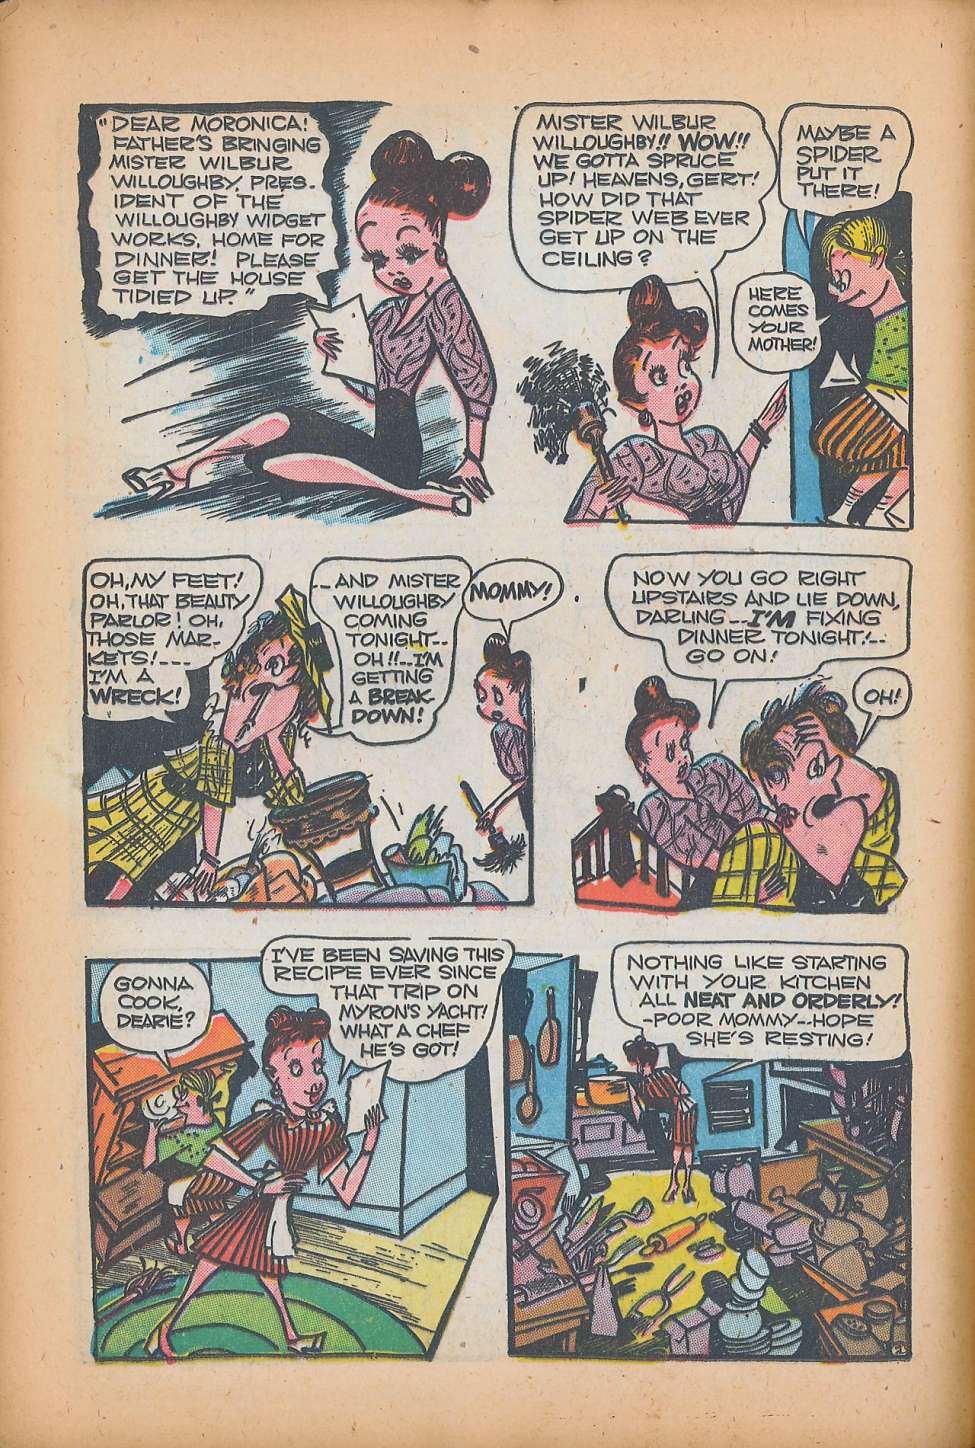 "DEAR MORONICA!
FATHER'S BRINGING
MISTER WILBUR
WILLOUGHBY, PRES-
IDENT OF THE
WILLOUGHBY WIDGET
WORKS, HOME FOR
DINNER! PLEASE
GET THE HOUSE
TIDIED UP."
MISTER WILBUR
WILLOUGHBY!! WOW!!
WE GOTTA SPRUCE
UP! HEAVENS, GERT!
HOW DID THAT
SPIDER WEB EVER
GET UP ON THE
CEILING?
MAYBE A
SPIDER
PUT IT
THERE!
HERE
COMES
YOUR
MOTHER!
OH, MY FEET!
OH, THAT BEAUTY
PARLOR! OH,
THOSE MAR-
KETS!---
I'M A
WRECK!
--AND MISTER
WILLOUGHBY
COMING
TONIGHT--
OH!!--I'M
GETTING
A BREAK-
DOWN!
MOMMY!
NOW YOU GO RIGHT
UPSTAIRS AND LIE DOWN,
DARLING--I'M FIXING
DINNER TONIGHT!--
GO ON!
OH!
GONNA
COOK,
DEARIE?
I'VE BEEN SAVING THIS
RECIPE EVER SINCE
THAT TRIP ON
MYRON'S YACHT!
WHAT A CHEF
HE'S GOT!
NOTHING LIKE STARTING
WITH YOUR KITCHEN
ALL NEAT AND ORDERLY!
-POOR MOMMY--HOPE
SHE'S RESTING!
2